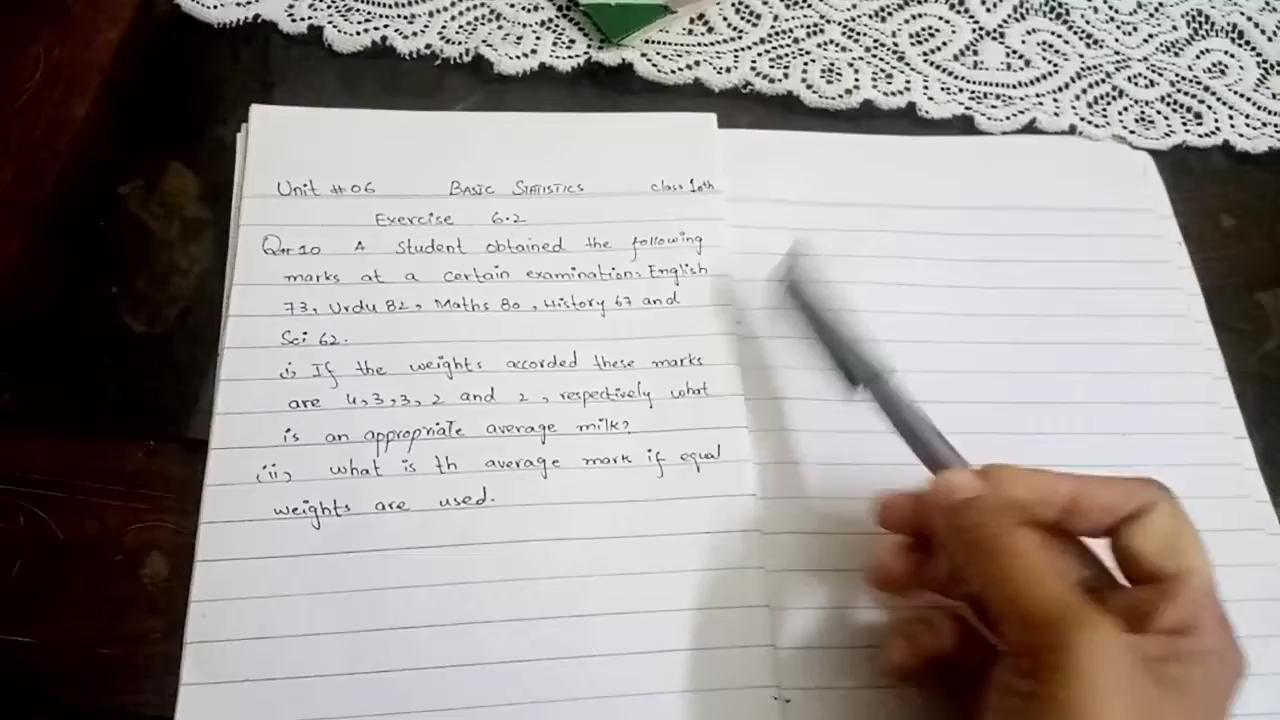 Unit #06 BASIC STATISTICS class 10th
Exercise 6.2
Q#10 A student obtained the following
marks at a certain examination: English
73, Urdu 82, Maths 80, History 67 and
Sci 62.
(i) If the weights accorded these marks
are 4,3,3,2 and 2, respectively what
is an appropriate average milk?
(ii) what is th average mark if equal
weights are used.